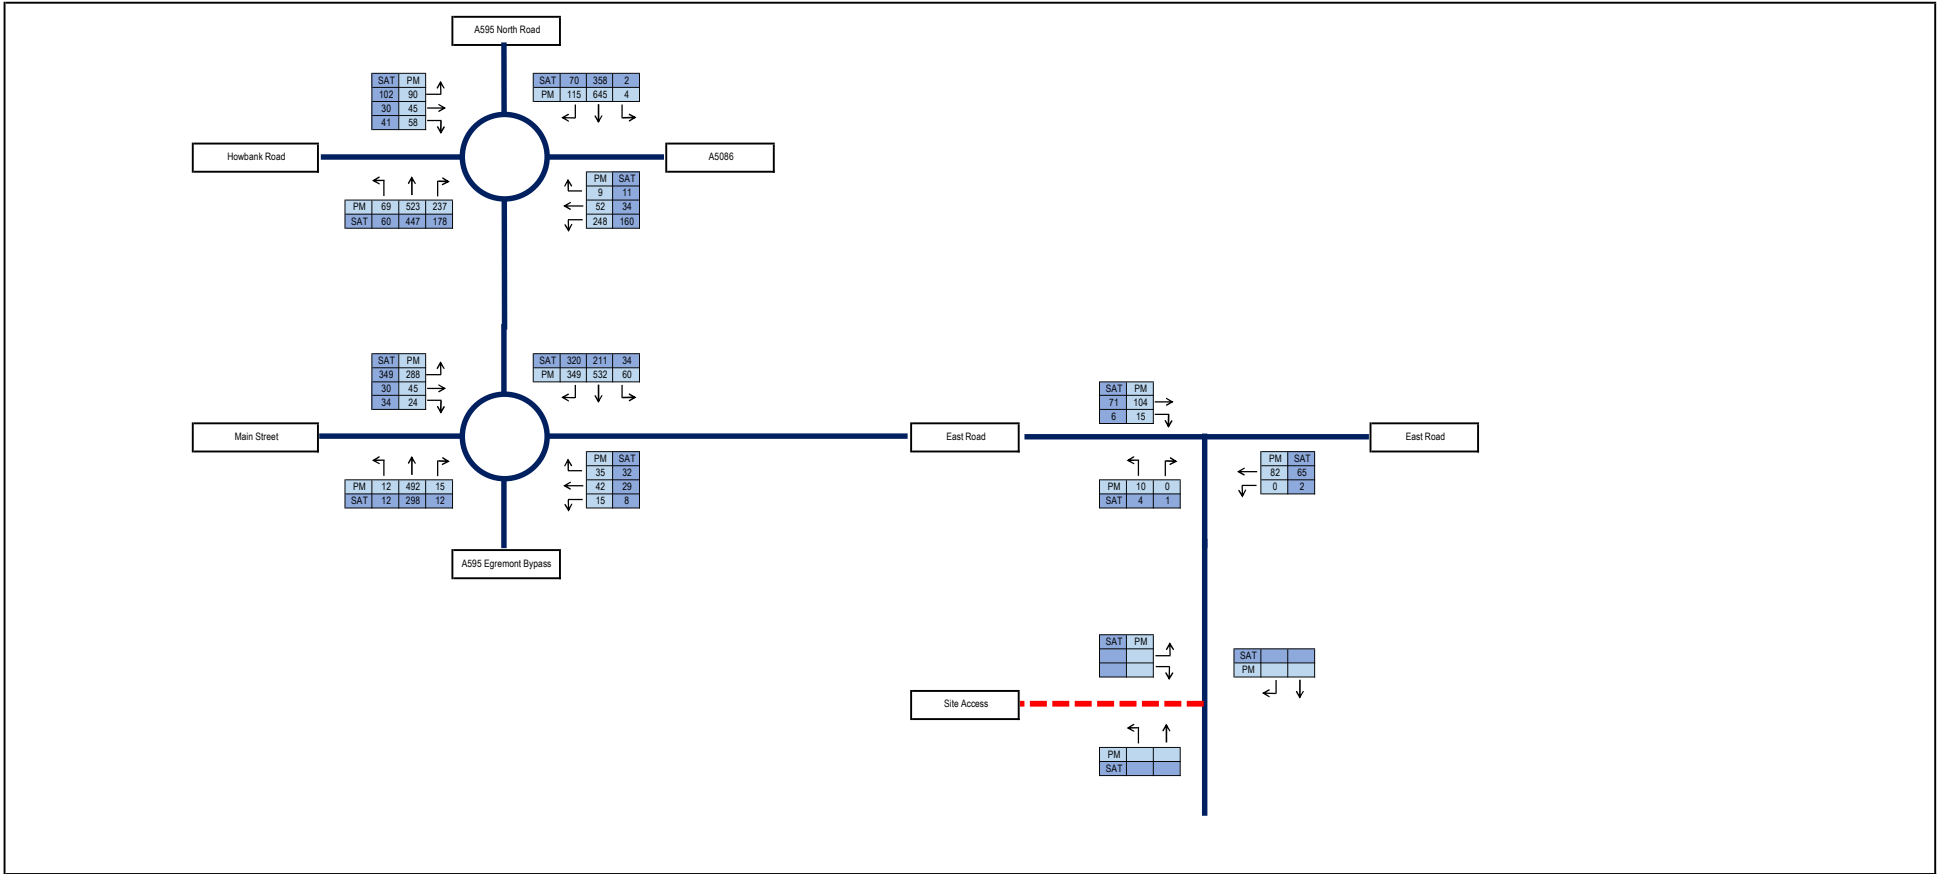 A595 North Road
SAT PM
102 90
30 45
41 58
SAT 70 358 2
PM 115 645 4
Howbank Road
A5086
PM 69 523 237
SAT 60 447 178
PM SAT
9 11
52 34
248 160
SAT PM
349 288
30 45
34 24
SAT 320 211 34
PM 349 532 60
Main Street
East Road
PM 12 492 15
SAT 12 298 12
PM SAT
35 32
42 29
15 8
A595 Egremont Bypass
SAT PM
71 104
6 15
East Road
PM 10 0
SAT 4 1
PM SAT
82 65
0 2
SAT PM
SAT
PM
Site Access
PM
SAT